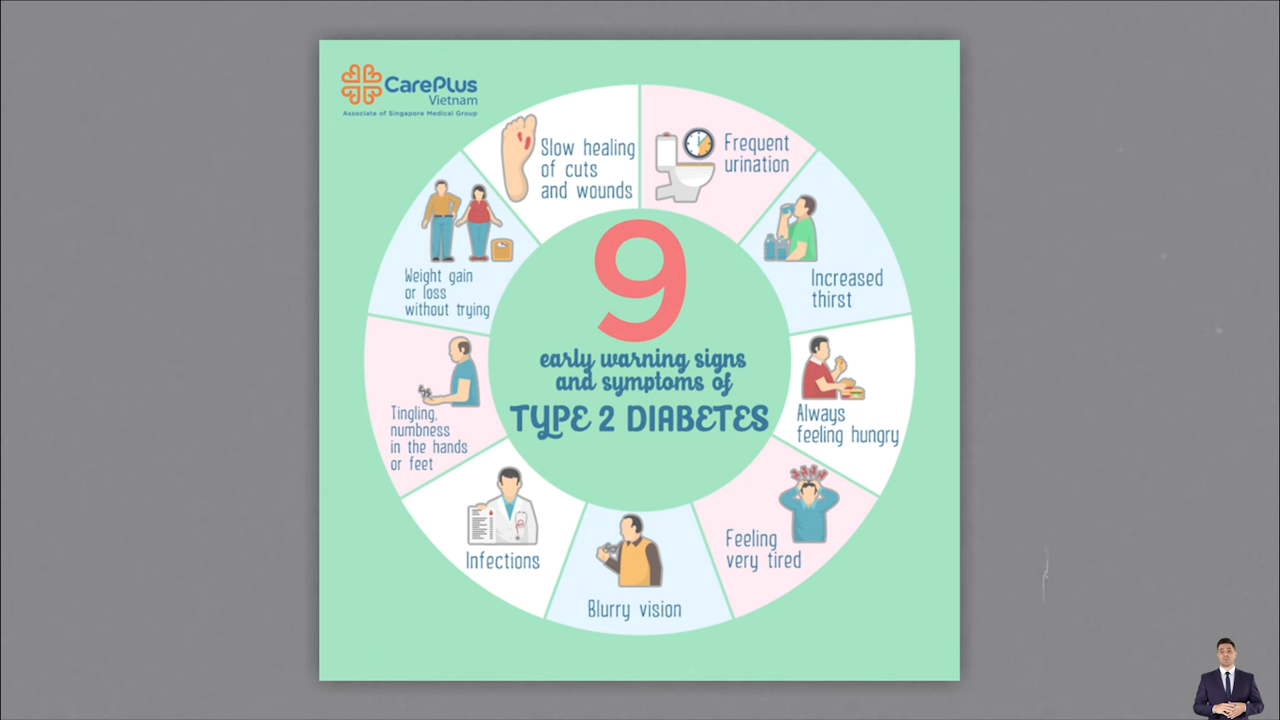 CarePlus
Vietnam
Associate of Singapore Medical Group
Slow healing
of cuts
and wounds
Frequent
urination
Increased
thirst
Always
feeling hungry
Feeling
very tired
Blurry vision
Infections
Tingling,
numbness
in the hands
or feet
Weight gain
or loss
without trying
9
early warning signs
and symptoms of
TYPE 2 DIABETES